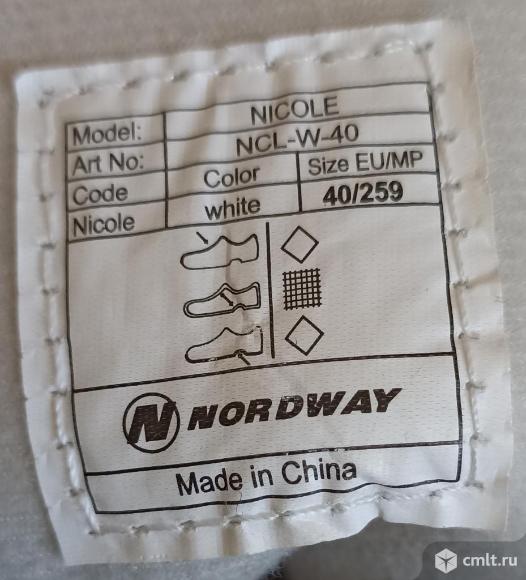 Model: NICOLE
Art No: NCL-W-40
Code Color Size EU/MP
Nicole white 40/259
N NORDWAY
Made in China
cmlt.ru